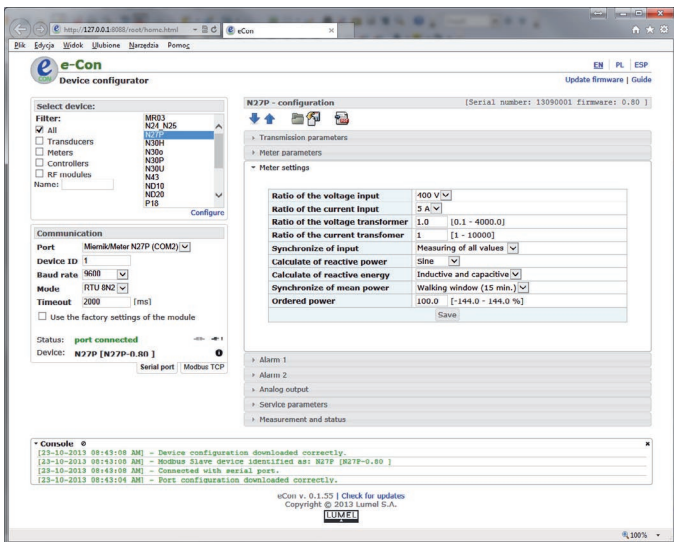 http://127.0.0.1:8088/root/home.html
eCon
Plik Edycja Widok Ulubione Narzędzia Pomoc
e-Con
Device configurator
EN PL ESP
Update firmware | Guide
Select device:
Filter:
All
Transducers
Meters
Controllers
RF modules
Name:
MR03
N24_N25
N27P
N30H
N30o
N30P
N30U
N43
ND10
ND20
P18
Configure
Communication
Port Miernik/Meter N27P (COM2)
Device ID 1
Baud rate 9600
Mode RTU 8N2
Timeout 2000 [ms]
Use the factory settings of the module
Status: port connected
Device: N27P [N27P-0.80 ]
Serial port Modbus TCP
N27P - configuration [Serial number: 13090001 firmware: 0.80 ]
Transmission parameters
Meter parameters
Meter settings
Ratio of the voltage input 400 V
Ratio of the current input 5 A
Ratio of the voltage transformer 1.0 [0.1 - 4000.0]
Ratio of the current transfomer 1 [1 - 10000]
Synchronize of input Measuring of all values
Calculate of reactive power Sine
Calculate of reactive energy Inductive and capacitive
Synchronize of mean power Walking window (15 min.)
Ordered power 100.0 [-144.0 - 144.0 %]
Save
Alarm 1
Alarm 2
Analog output
Service parameters
Measurement and status
Console
[23-10-2013 08:43:08 AM] - Device configuration downloaded correctly.
[23-10-2013 08:43:08 AM] - Modbus Slave device identified as: N27P [N27P-0.80 ]
[23-10-2013 08:43:08 AM] - Connected with serial port.
[23-10-2013 08:43:04 AM] - Port configuration downloaded correctly.
eCon v. 0.1.55 | Check for updates
Copyright © 2013 Lumel S.A.
LUMEL
100%